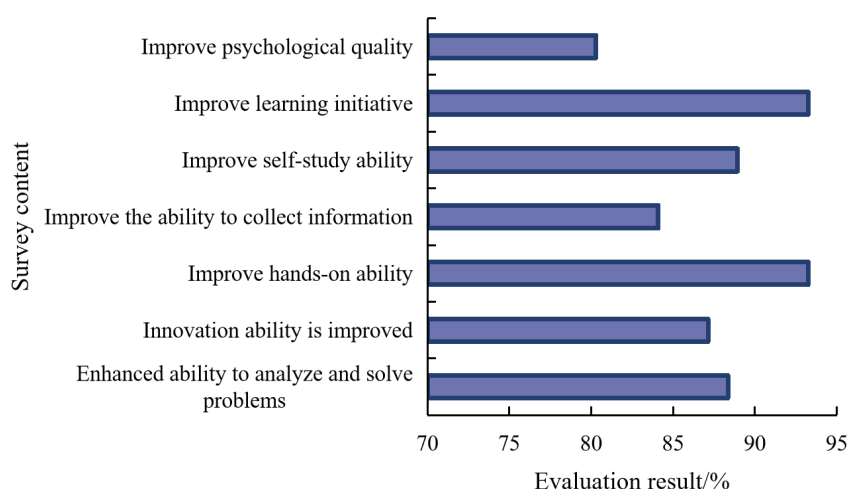 Improve psychological quality
Improve learning initiative
Improve self-study ability
Improve the ability to collect information
Improve hands-on ability
Innovation ability is improved
Enhanced ability to analyze and solve
problems
Survey content
70 75 80 85 90 95
Evaluation result/%